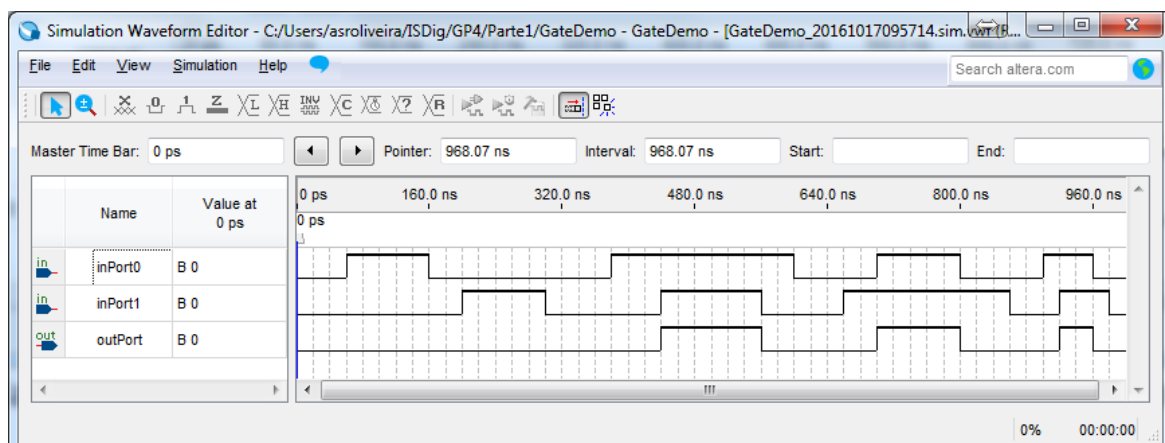 Simulation Waveform Editor - C:/Users/asroliveira/ISDig/GP4/Parte1/GateDemo - GateDemo - [GateDemo_20161017095714.sim.vwf (R...
File Edit View Simulation Help Search altera.com
Master Time Bar: 0 ps Pointer: 968.07 ns Interval: 968.07 ns Start: End:
Name Value at
0 ps
0 ps 160.0 ns 320.0 ns 480.0 ns 640.0 ns 800.0 ns 960.0 ns
0 ps
in inPort0 B 0
in inPort1 B 0
out outPort B 0
0% 00:00:00